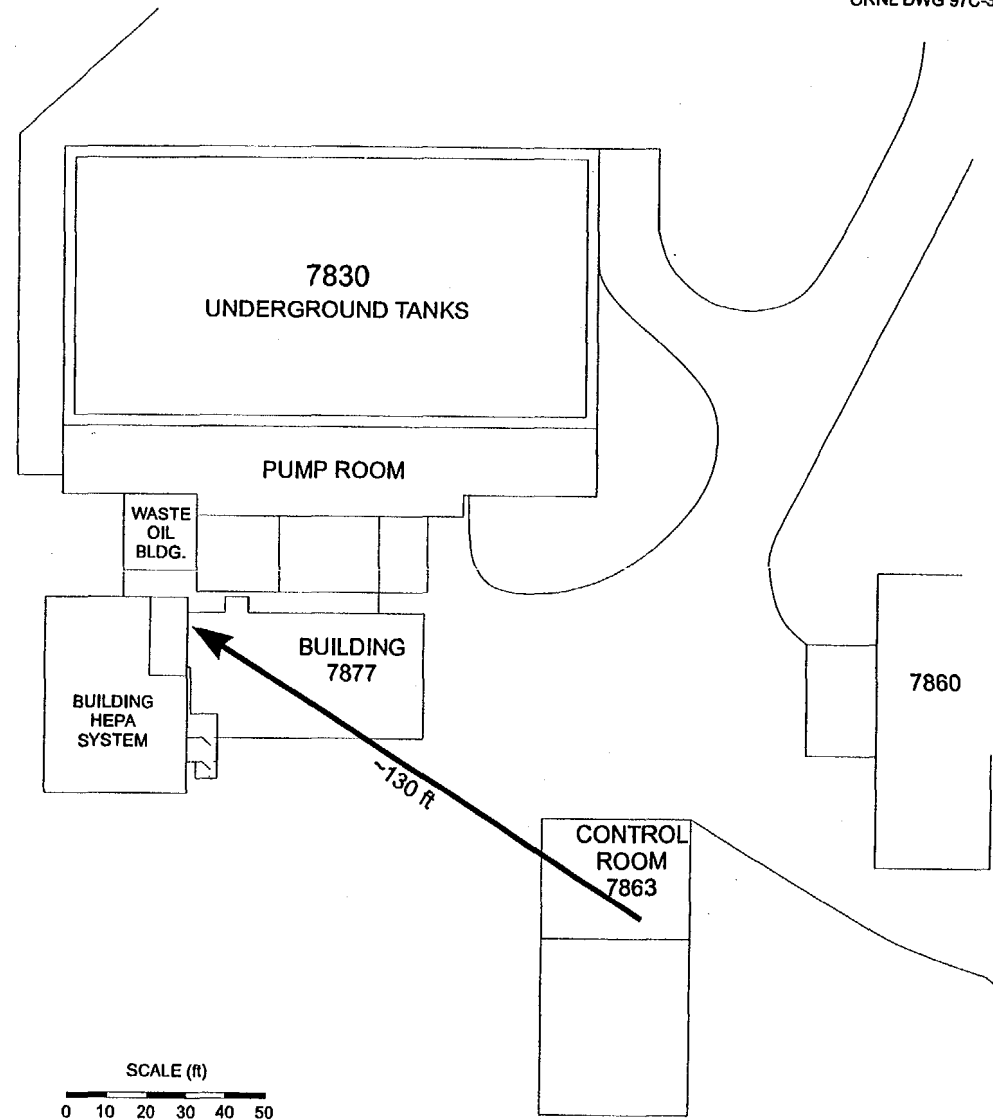 7830
UNDERGROUND TANKS
PUMP ROOM
WASTE
OIL
BLDG.
BUILDING
7877
BUILDING
HEPA
SYSTEM
~130 ft
7860
CONTROL
ROOM
7863
SCALE (ft)
0 10 20 30 40 50